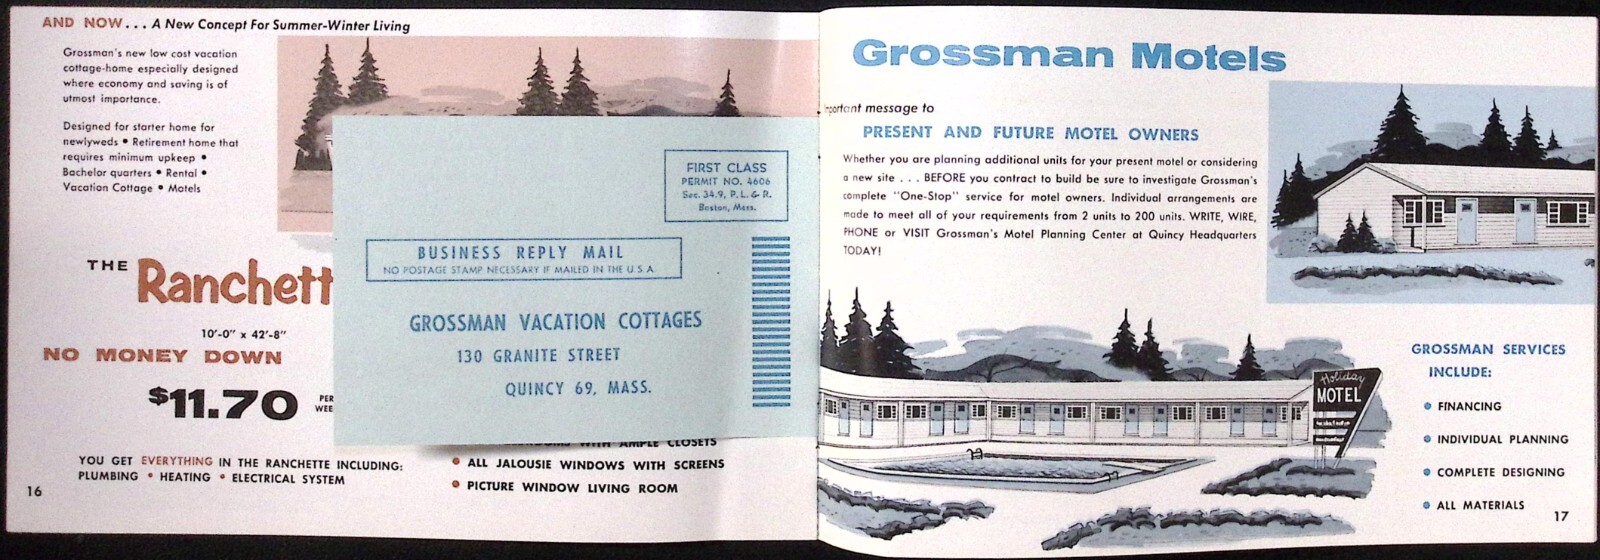 AND NOW . . . A New Concept For Summer-Winter Living
Grossman's new low cost vacation
cottage-home especially designed
where economy and saving is of
utmost importance.
Designed for starter home for
newlyweds • Retirement home that
requires minimum upkeep •
Bachelor quarters • Rental •
Vacation Cottage • Motels
THE Ranchett
10'-0" x 42'-8"
NO MONEY DOWN
$11.70 PER
WEE
YOU GET EVERYTHING IN THE RANCHETTE INCLUDING:
PLUMBING • HEATING • ELECTRICAL SYSTEM
WITH AMPLE CLOSETS
• ALL JALOUSIE WINDOWS WITH SCREENS
• PICTURE WINDOW LIVING ROOM
16
FIRST CLASS
PERMIT NO. 4606
Sec. 34.9, P. L. & R.
Boston, Mass.
BUSINESS REPLY MAIL
NO POSTAGE STAMP NECESSARY IF MAILED IN THE U S A
GROSSMAN VACATION COTTAGES
130 GRANITE STREET
QUINCY 69, MASS.
Grossman Motels
portant message to
PRESENT AND FUTURE MOTEL OWNERS
Whether you are planning additional units for your present motel or considering
a new site . . . BEFORE you contract to build be sure to investigate Grossman's
complete "One-Stop" service for motel owners. Individual arrangements are
made to meet all of your requirements from 2 units to 200 units. WRITE, WIRE,
PHONE or VISIT Grossman's Motel Planning Center at Quincy Headquarters
TODAY!
Holiday
MOTEL
GROSSMAN SERVICES
INCLUDE:
• FINANCING
• INDIVIDUAL PLANNING
• COMPLETE DESIGNING
• ALL MATERIALS
17